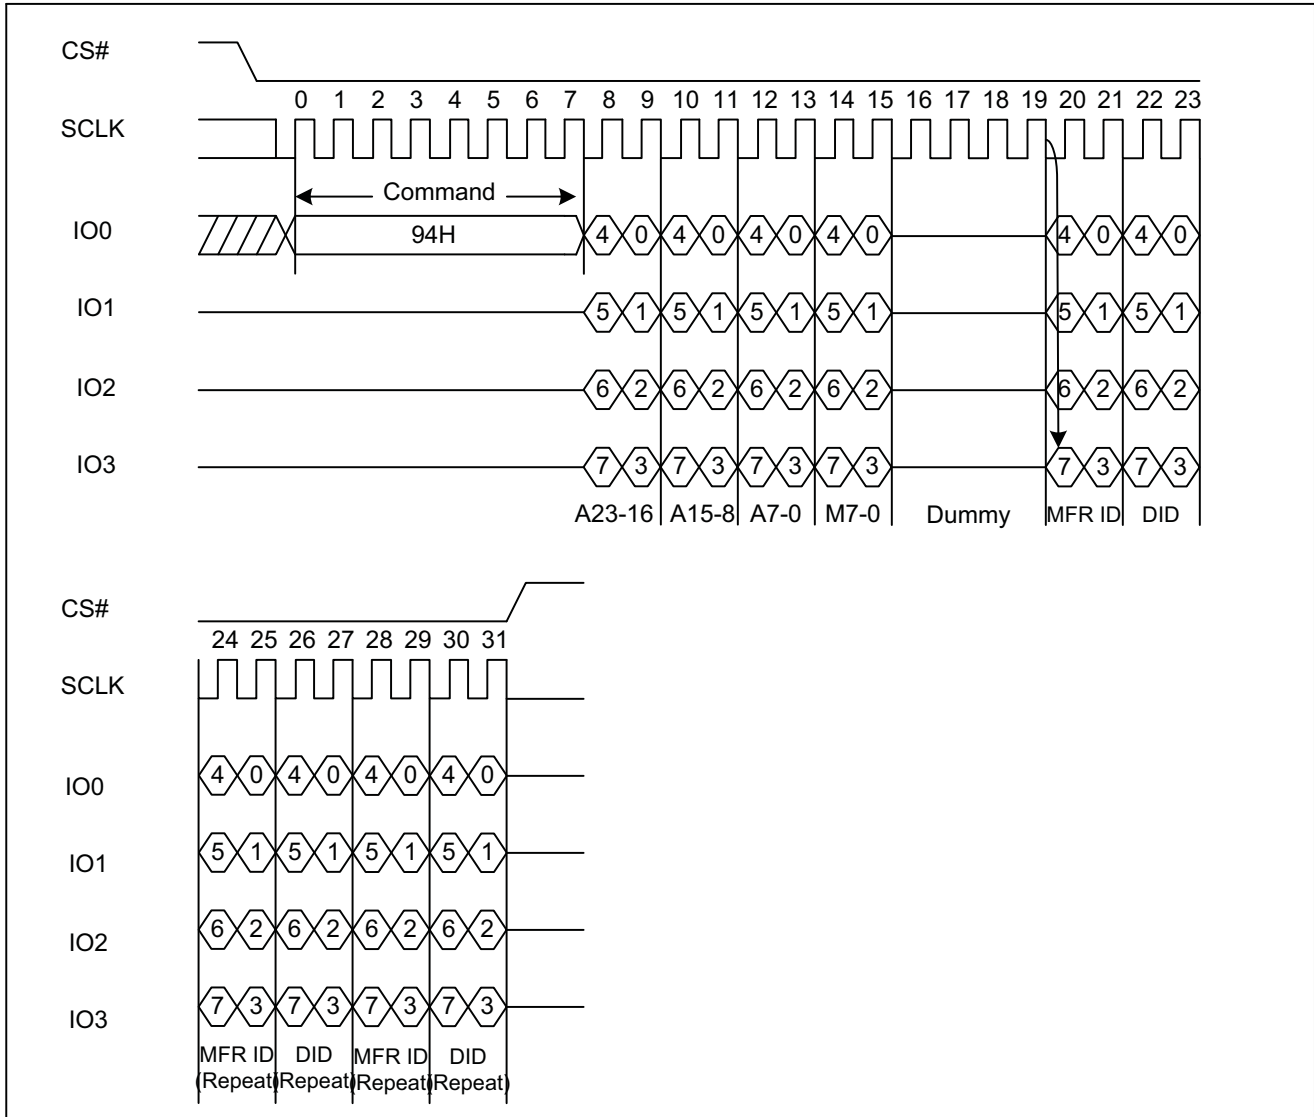 CS#
0 1 2 3 4 5 6 7 8 9 10 11 12 13 14 15 16 17 18 19 20 21 22 23
SCLK
Command
IO0 94H 4 0 4 0 4 0 4 0 4 0 4 0
IO1 5 1 5 1 5 1 5 1 5 1 5 1
IO2 6 2 6 2 6 2 6 2 6 2 6 2
IO3 7 3 7 3 7 3 7 3 7 3 7 3
A23-16 A15-8 A7-0 M7-0 Dummy MFR ID DID
CS#
24 25 26 27 28 29 30 31
SCLK
IO0 4 0 4 0 4 0 4 0
IO1 5 1 5 1 5 1 5 1
IO2 6 2 6 2 6 2 6 2
IO3 7 3 7 3 7 3 7 3
MFR ID DID MFR ID DID
(Repeat) (Repeat) (Repeat) (Repeat)